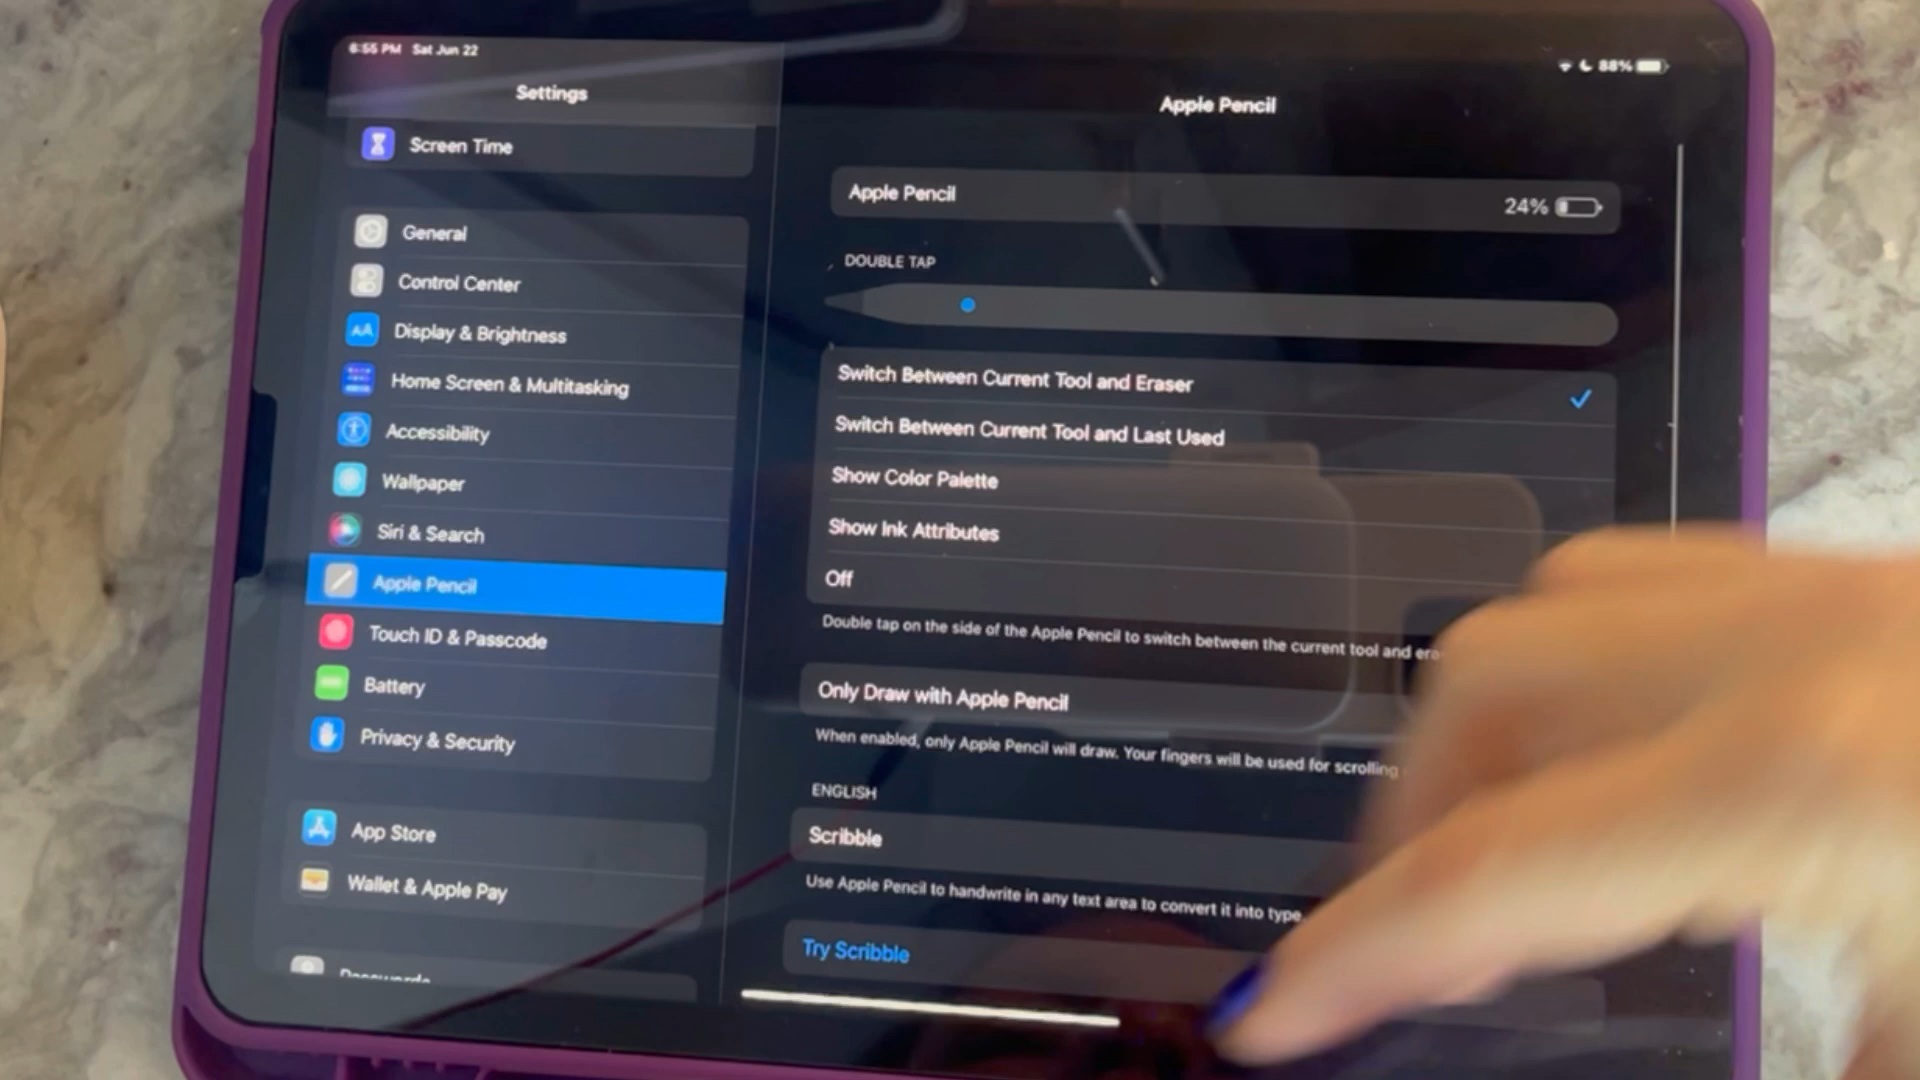 6:55 PM Sat Jun 22
88%
Settings
Screen Time
General
Control Center
AA Display & Brightness
Home Screen & Multitasking
Accessibility
Wallpaper
Siri & Search
Apple Pencil
Touch ID & Passcode
Battery
Privacy & Security
App Store
Wallet & Apple Pay
Passwords
Apple Pencil
Apple Pencil 24%
DOUBLE TAP
Switch Between Current Tool and Eraser
Switch Between Current Tool and Last Used
Show Color Palette
Show Ink Attributes
Off
Double tap on the side of the Apple Pencil to switch between the current tool and era
Only Draw with Apple Pencil
When enabled, only Apple Pencil will draw. Your fingers will be used for scrolling
ENGLISH
Scribble
Use Apple Pencil to handwrite in any text area to convert it into type.
Try Scribble